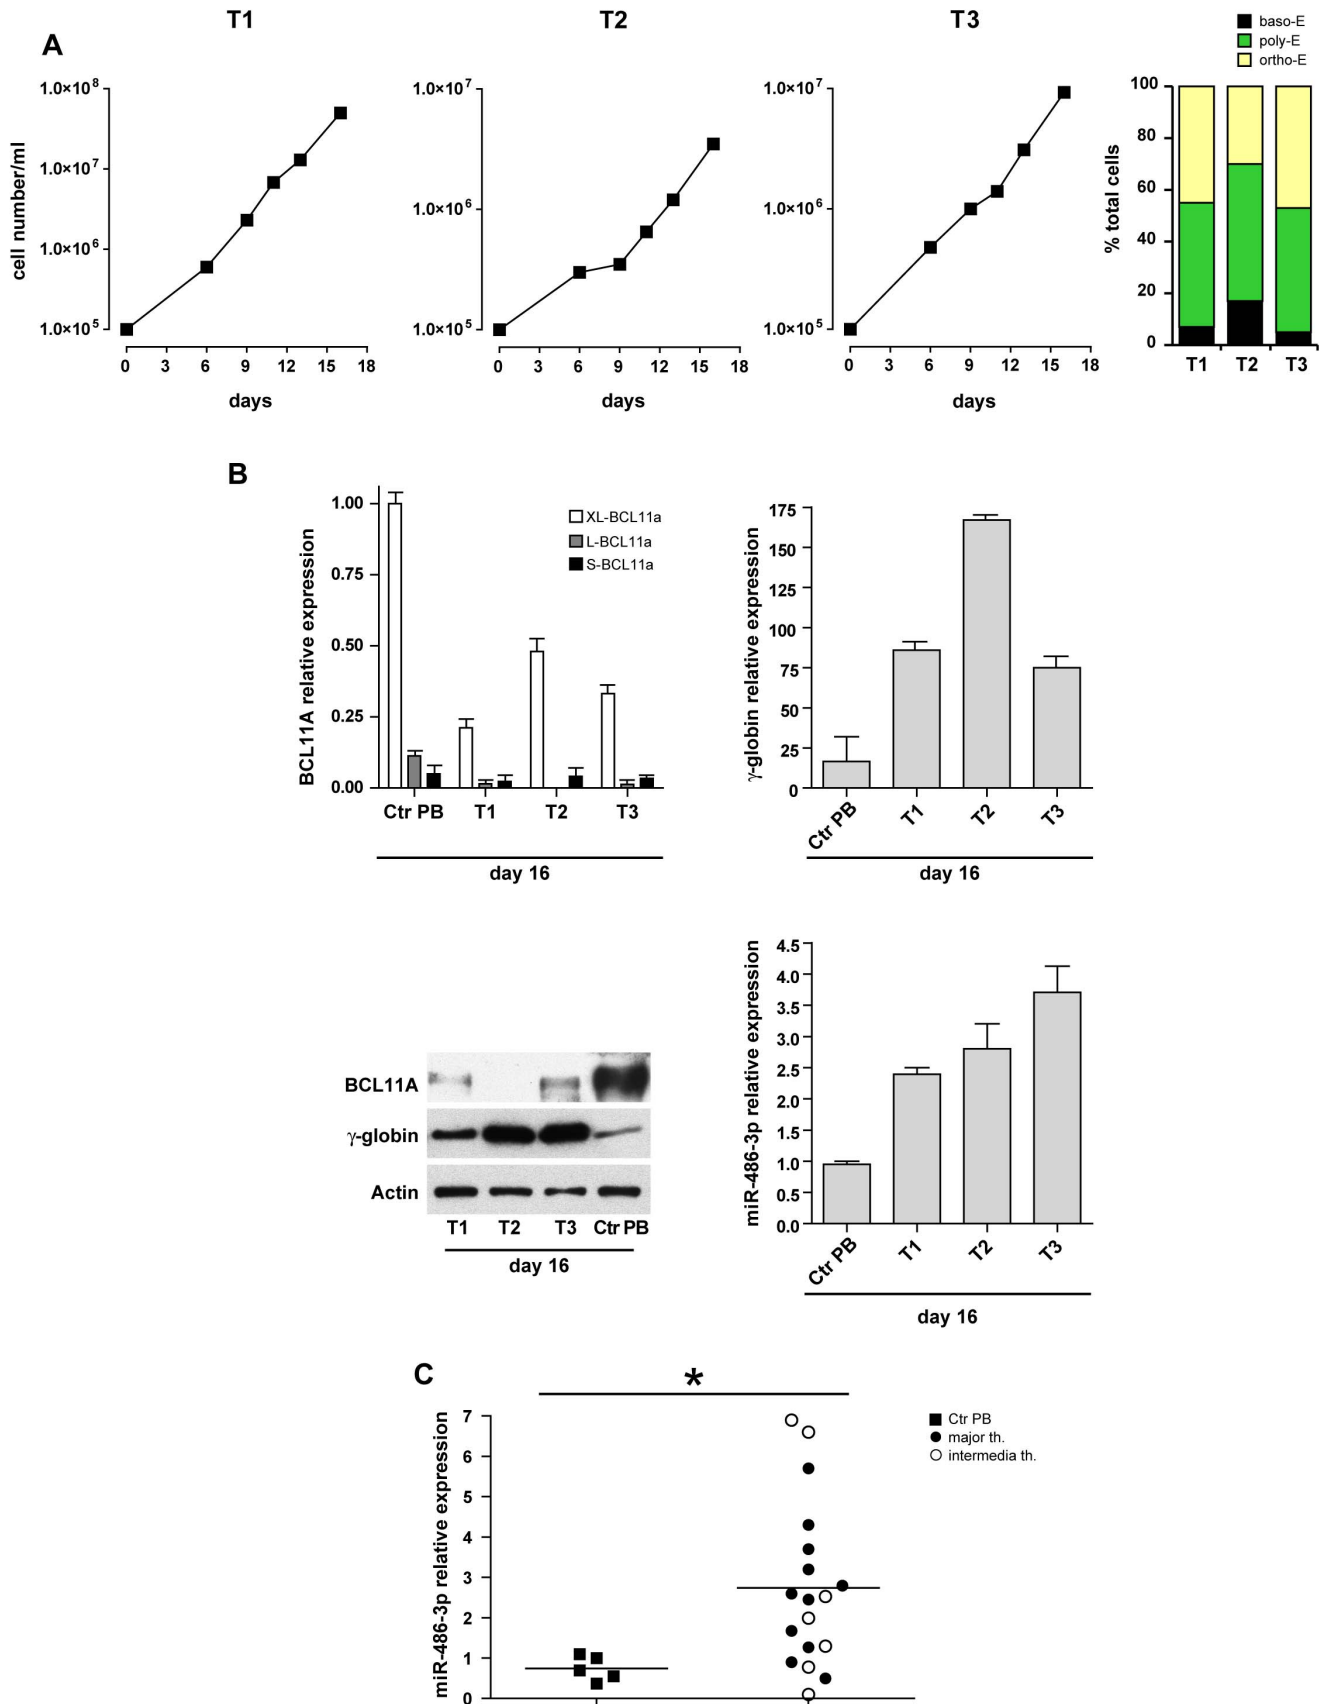 T1
T2
T3
A
baso-E
poly-E
ortho-E
cell number/ml
1.0×10⁸
1.0×10⁷
1.0×10⁶
1.0×10⁵
0 3 6 9 12 15 18
days
1.0×10⁷
1.0×10⁶
1.0×10⁵
0 3 6 9 12 15 18
days
1.0×10⁷
1.0×10⁶
1.0×10⁵
0 3 6 9 12 15 18
days
% total cells
100
80
60
40
20
0
T1 T2 T3
B
BCL11A relative expression
1.00
0.75
0.50
0.25
0.00
XL-BCL11a
L-BCL11a
S-BCL11a
Ctr PB T1 T2 T3
day 16
γ-globin relative expression
175
150
125
100
75
50
25
0
Ctr PB T1 T2 T3
day 16
BCL11A
γ-globin
Actin
T1 T2 T3 Ctr PB
day 16
miR-486-3p relative expression
4.5
4.0
3.5
3.0
2.5
2.0
1.5
1.0
0.5
0.0
Ctr PB T1 T2 T3
day 16
C
*
miR-486-3p relative expression
7
6
5
4
3
2
1
0
Ctr PB
major th.
intermedia th.